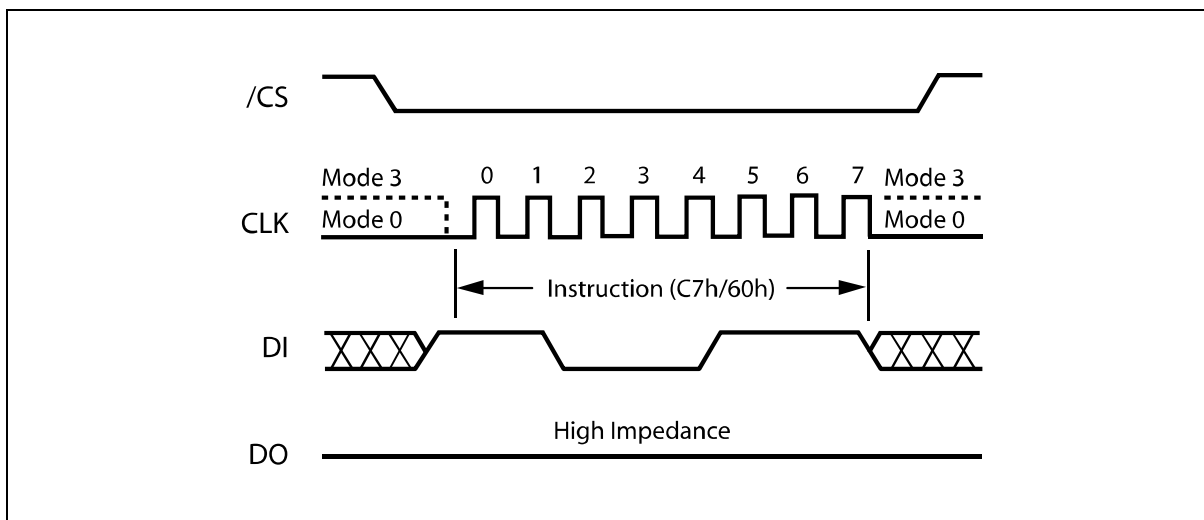 /CS
Mode 3
0 1 2 3 4 5 6 7
Mode 3
CLK
Mode 0
Mode 0
Instruction (C7h/60h)
DI
High Impedance
DO